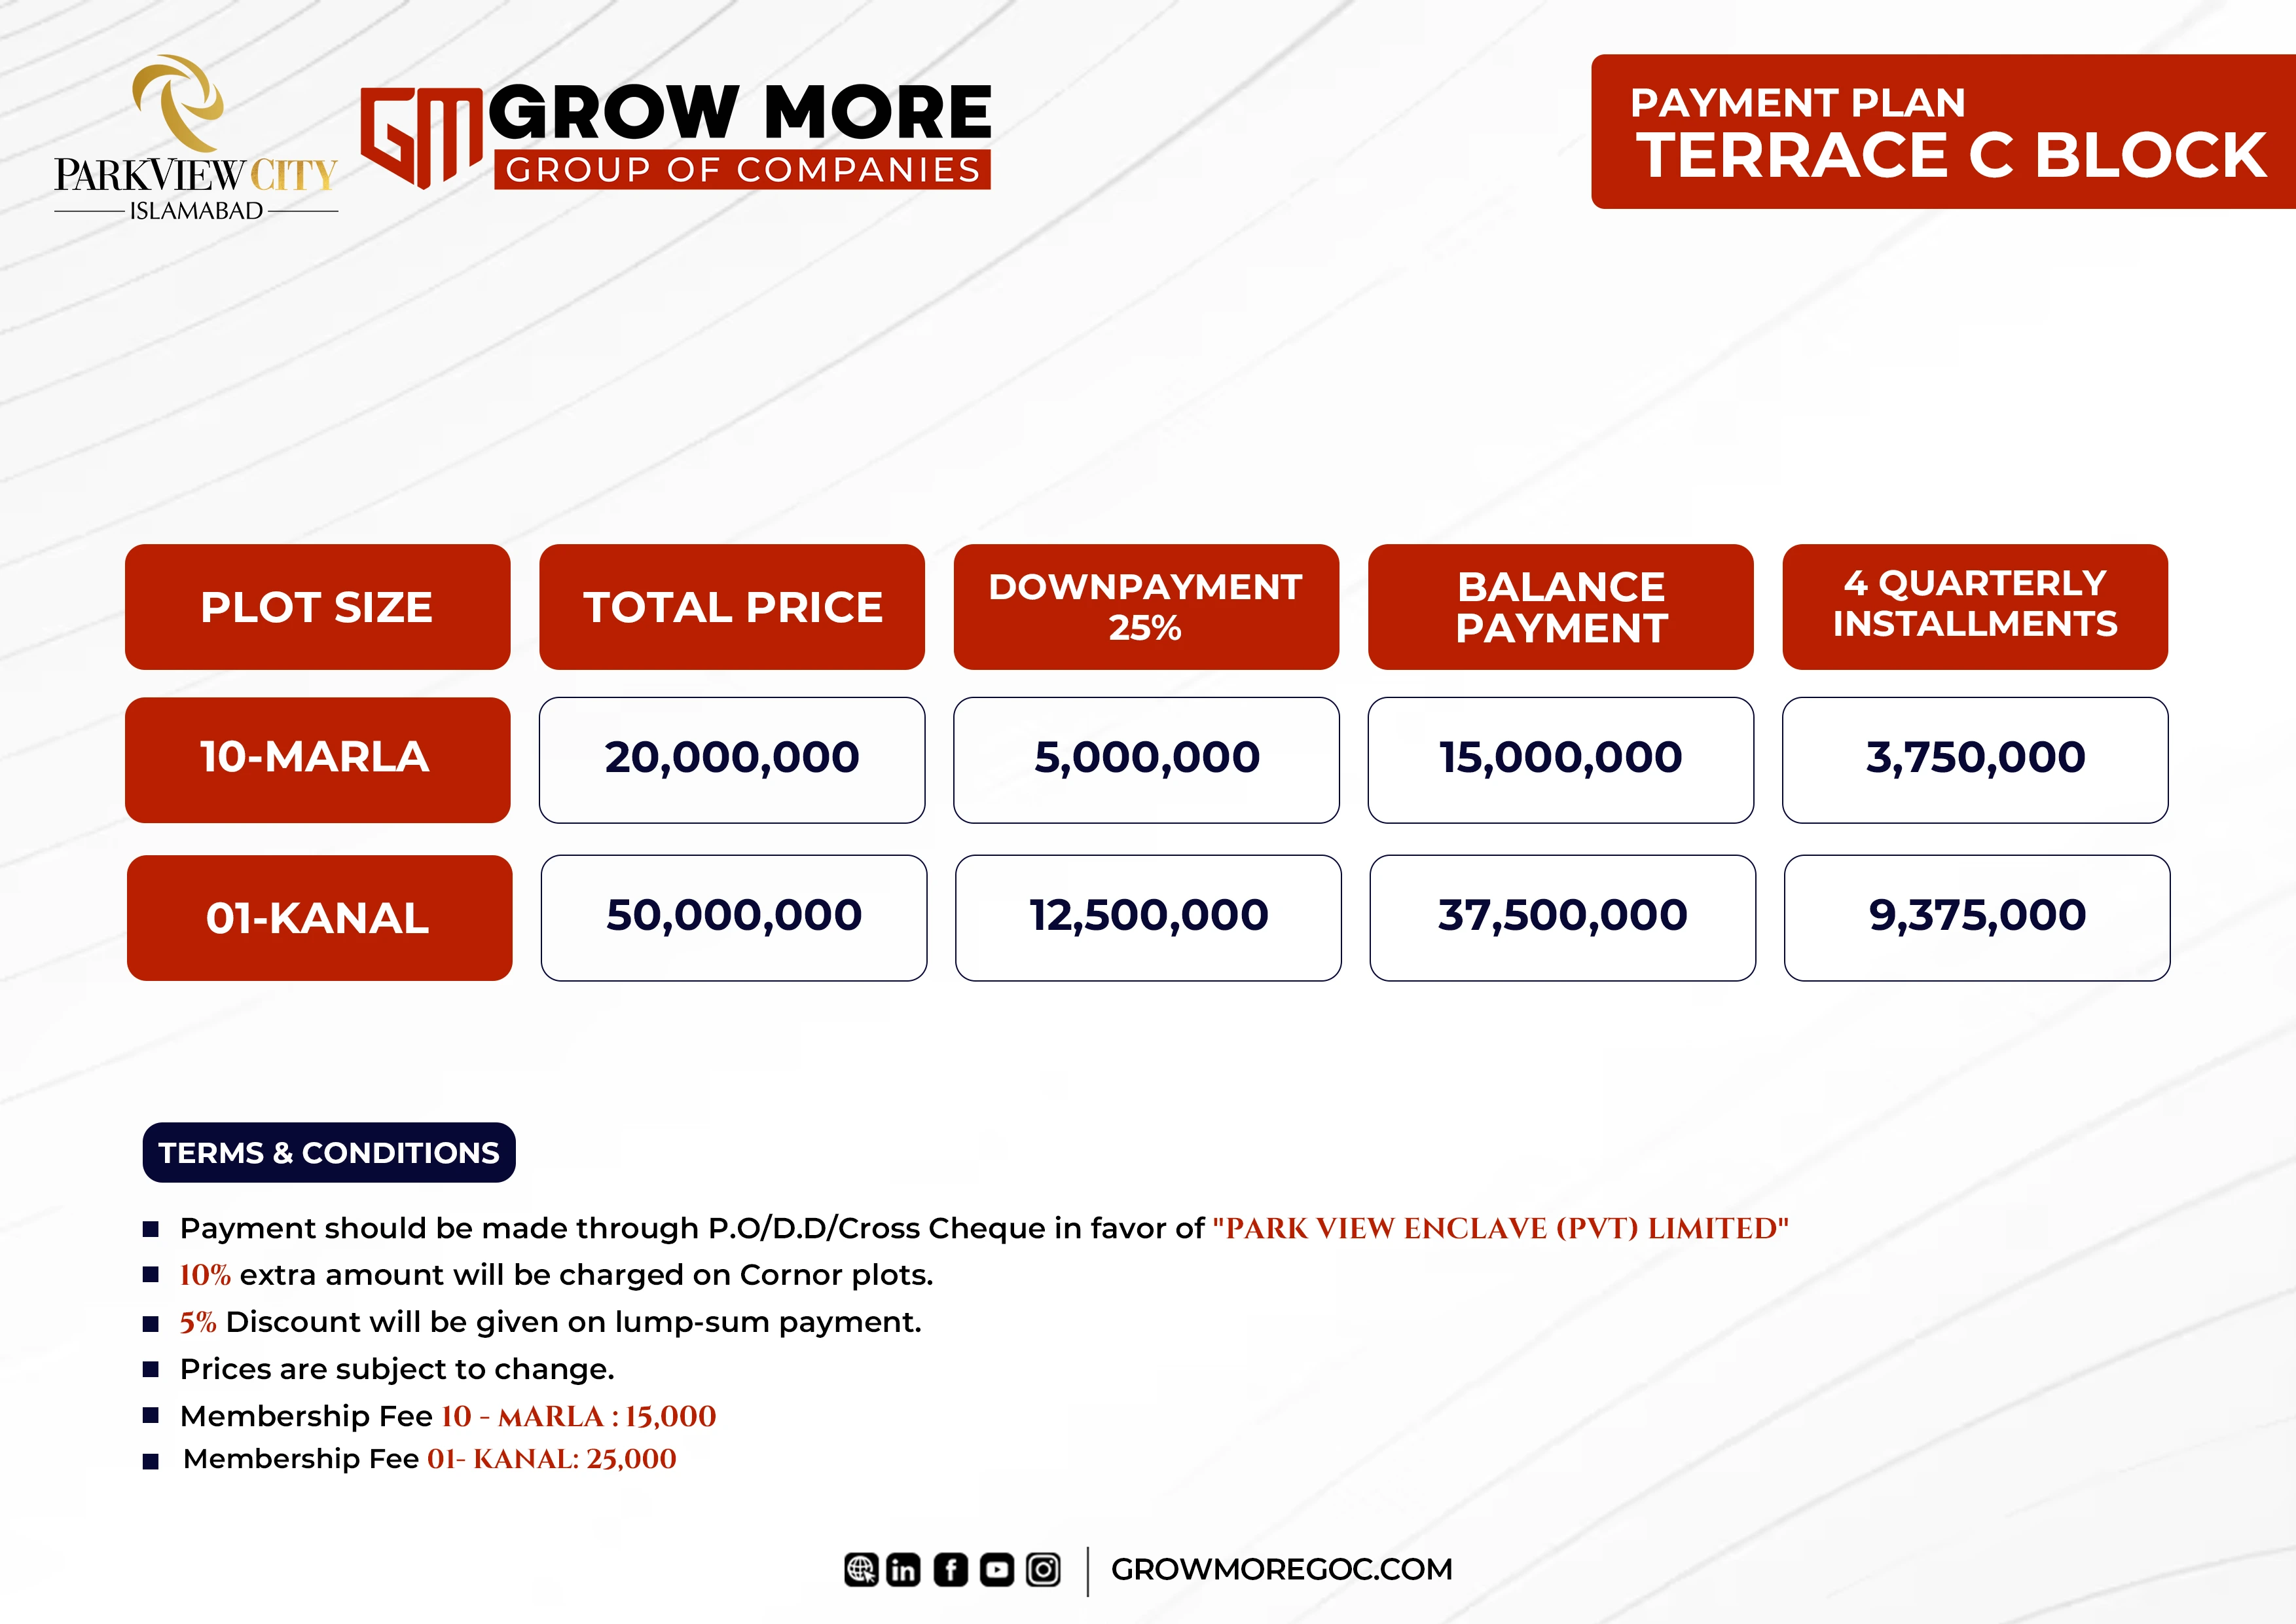 PARKVIEW CITY
ISLAMABAD
GM GROW MORE
GROUP OF COMPANIES
PAYMENT PLAN
TERRACE C BLOCK
PLOT SIZE
TOTAL PRICE
DOWNPAYMENT
25%
BALANCE
PAYMENT
4 QUARTERLY
INSTALLMENTS
10-MARLA
20,000,000
5,000,000
15,000,000
3,750,000
01-KANAL
50,000,000
12,500,000
37,500,000
9,375,000
TERMS & CONDITIONS
Payment should be made through P.O/D.D/Cross Cheque in favor of "PARK VIEW ENCLAVE (PVT) LIMITED"
10% extra amount will be charged on Cornor plots.
5% Discount will be given on lump-sum payment.
Prices are subject to change.
Membership Fee 10 - MARLA : 15,000
Membership Fee 01- KANAL: 25,000
GROWMOREGOC.COM